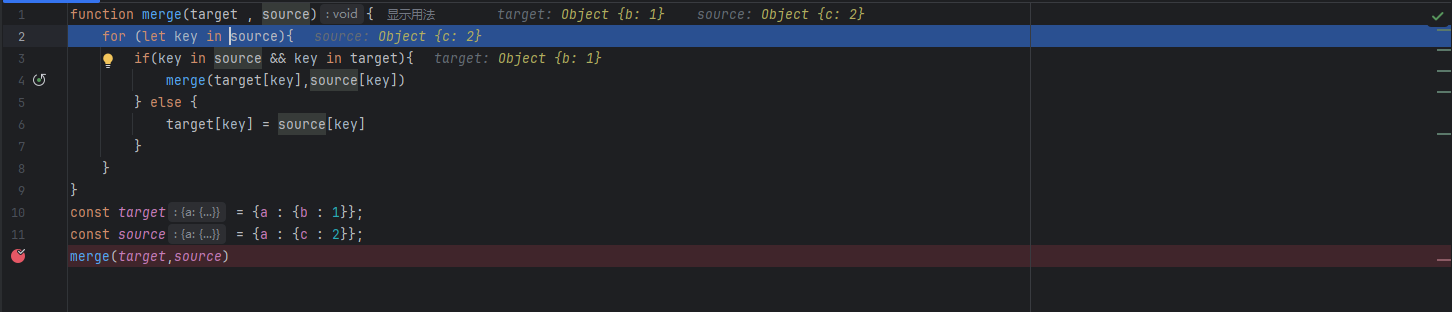 1 function merge(target , source) : void { 显示用法 target: Object {b: 1} source: Object {c: 2}
2 for (let key in source){ source: Object {c: 2}
3 if(key in source && key in target){ target: Object {b: 1}
4 merge(target[key],source[key])
5 } else {
6 target[key] = source[key]
7 }
8 }
9 }
10 const target : {a: {…}} = {a : {b : 1}};
11 const source : {a: {…}} = {a : {c : 2}};
merge(target,source)